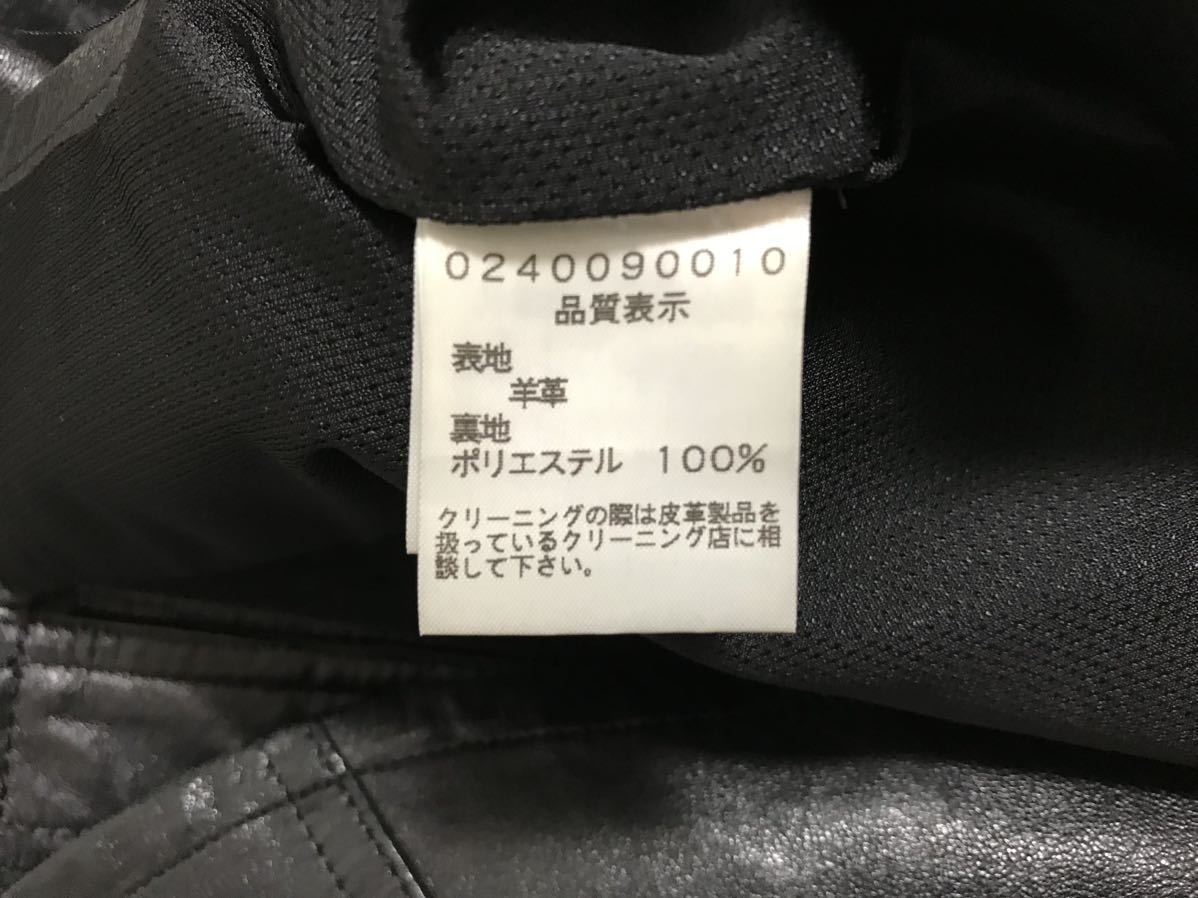 0240090010
品質表示
表地
羊革
裏地
ポリエステル 100%
クリーニングの際は皮革製品を
扱っているクリーニング店に相
談して下さい。